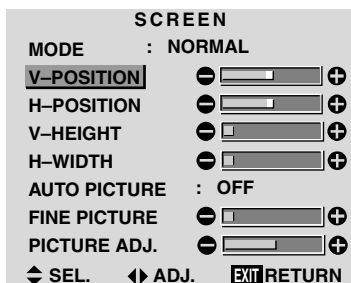 SCREEN
MODE : NORMAL
V–POSITION
H–POSITION
V–HEIGHT
H–WIDTH
AUTO PICTURE : OFF
FINE PICTURE
PICTURE ADJ.
SEL. ADJ. EXIT RETURN